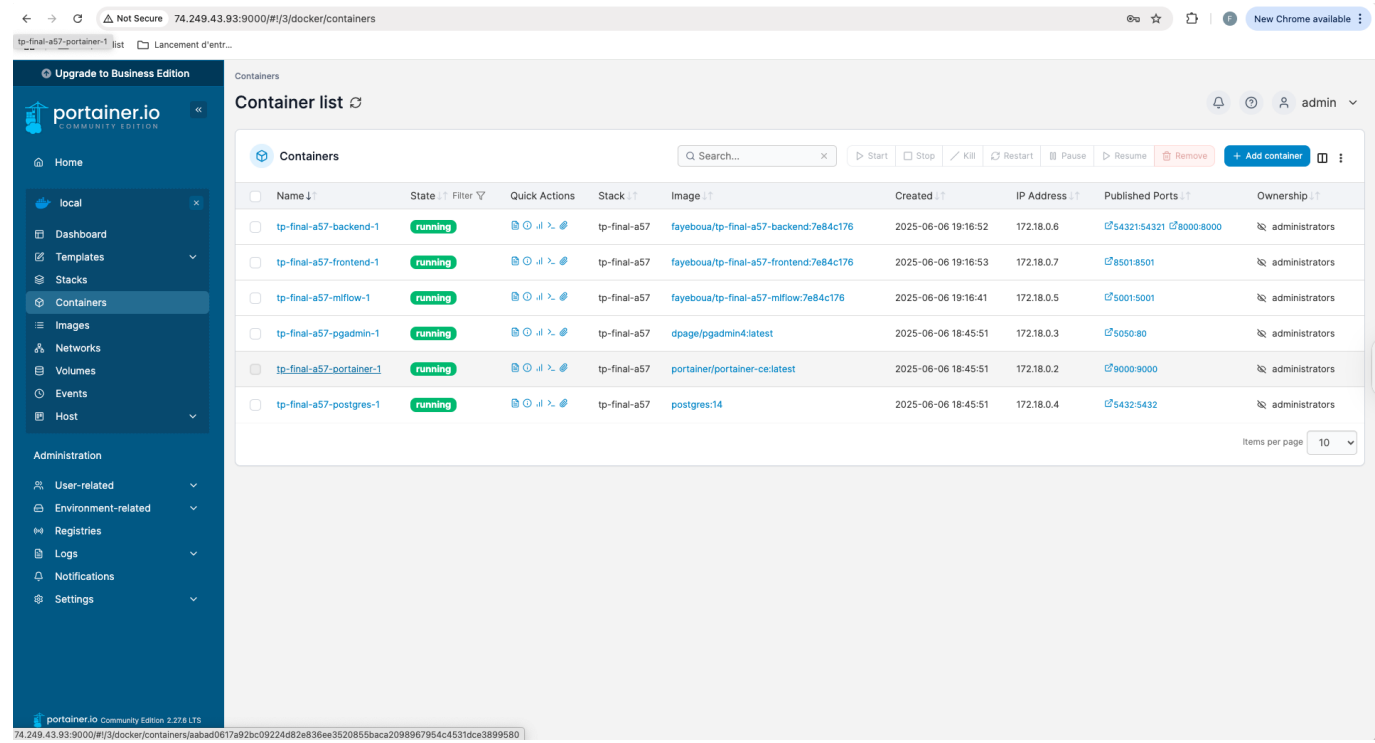 Not Secure 74.249.43.93:9000/#!/3/docker/containers F New Chrome available
tp-final-a57-portainer-1 list Lancement d'entr...
Upgrade to Business Edition
portainer.io
COMMUNITY EDITION
Home
local
Dashboard
Templates
Stacks
Containers
Images
Networks
Volumes
Events
Host
Administration
User-related
Environment-related
Registries
Logs
Notifications
Settings
portainer.io Community Edition 2.27.6 LTS
Containers
Container list
admin
Containers Search... Start Stop Kill Restart Pause Resume Remove + Add container
Name State Filter Quick Actions Stack Image Created IP Address Published Ports Ownership
tp-final-a57-backend-1 running tp-final-a57 fayeboua/tp-final-a57-backend:7e84c176 2025-06-06 19:16:52 172.18.0.6 54321:54321 8000:8000 administrators
tp-final-a57-frontend-1 running tp-final-a57 fayeboua/tp-final-a57-frontend:7e84c176 2025-06-06 19:16:53 172.18.0.7 8501:8501 administrators
tp-final-a57-mlflow-1 running tp-final-a57 fayeboua/tp-final-a57-mlflow:7e84c176 2025-06-06 19:16:41 172.18.0.5 5001:5001 administrators
tp-final-a57-pgadmin-1 running tp-final-a57 dpage/pgadmin4:latest 2025-06-06 18:45:51 172.18.0.3 5050:80 administrators
tp-final-a57-portainer-1 running tp-final-a57 portainer/portainer-ce:latest 2025-06-06 18:45:51 172.18.0.2 9000:9000 administrators
tp-final-a57-postgres-1 running tp-final-a57 postgres:14 2025-06-06 18:45:51 172.18.0.4 5432:5432 administrators
Items per page 10
74.249.43.93:9000/#!/3/docker/containers/aabad0617a92bc09224d82e836ee3520855baca2098967954c4531dce3899580